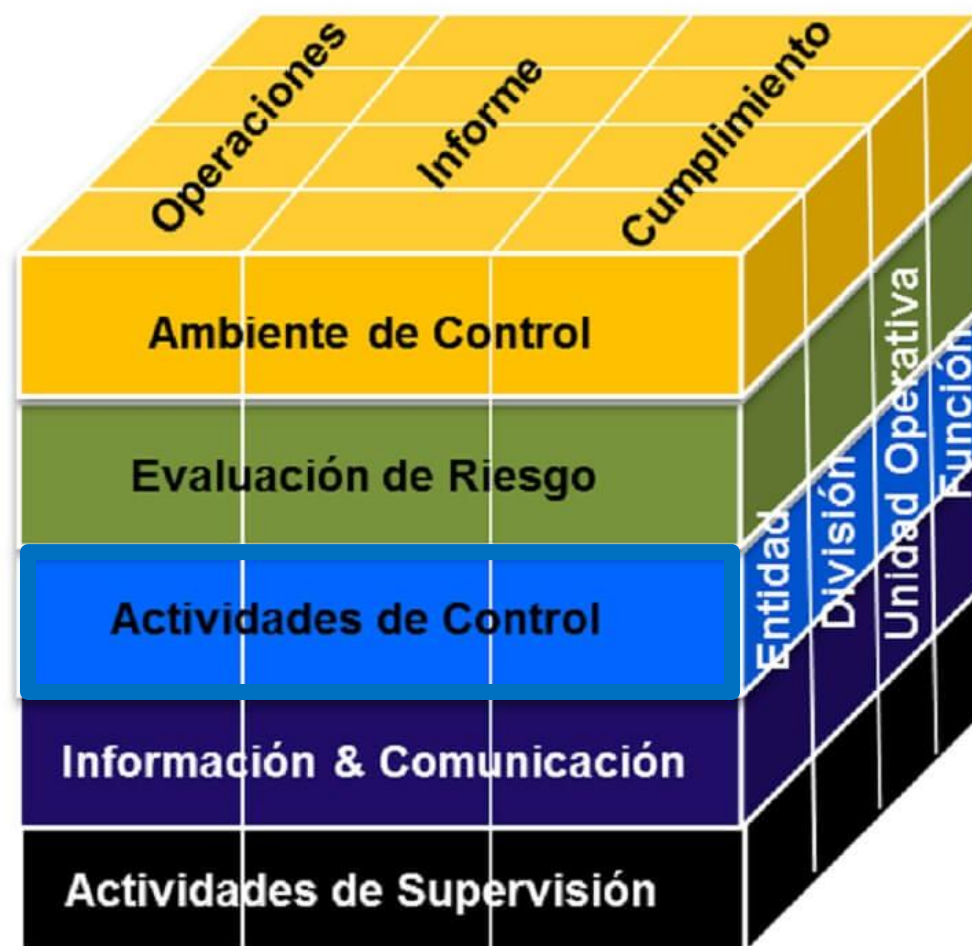 Operaciones
Informe
Cumplimiento
Ambiente de Control
Evaluación de Riesgo
Actividades de Control
Información & Comunicación
Actividades de Supervisión
Entidad
División
Unidad Operativa
Función